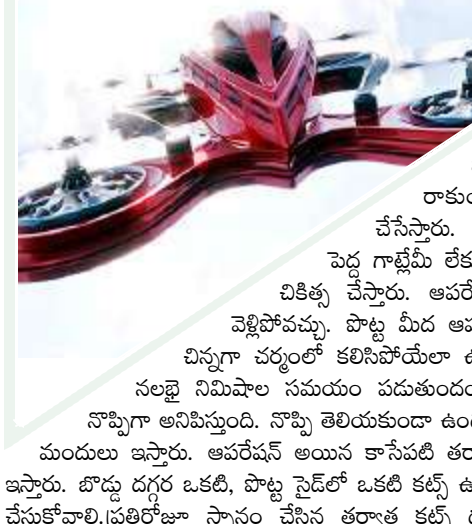 రాకుం
చేసేస్తారు.
పెద్ద గాట్లేమీ లేక
చికిత్స చేస్తారు. ఆపరే
వెళ్లిపోవచ్చు. పొట్ట మీద ఆప
చిన్నగా చర్మంలో కలిసిపోయేలా ఉ
నలభై నిమిషాల సమయం పడుతుందం
నొప్పిగా అనిపిస్తుంది. నొప్పి తెలియకుండా ఉం
మందులు ఇస్తారు. ఆపరేషన్ అయిన కాసేపటి తర
ఇస్తారు. బొడ్డు దగ్గర ఒకటి, పొట్ట సైడ్‌లో ఒకటి కట్స్ ఉ
చేసుకోవాలి.ప్రతిరోజూ స్నానం చేసిన తర్వాత కట్స్